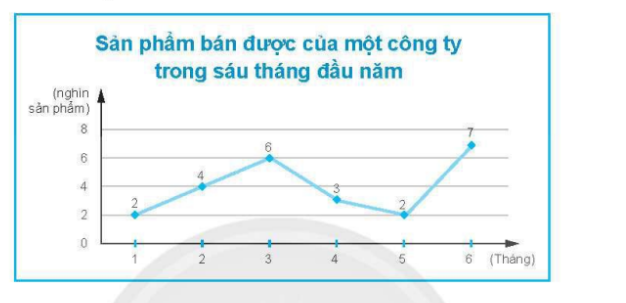 Sản phẩm bán được của một công ty
trong sáu tháng đầu năm
(nghìn
sản phẩm)
8
7
6
6
4
4
3
2
2
2
0
1 2 3 4 5 6 (Tháng)